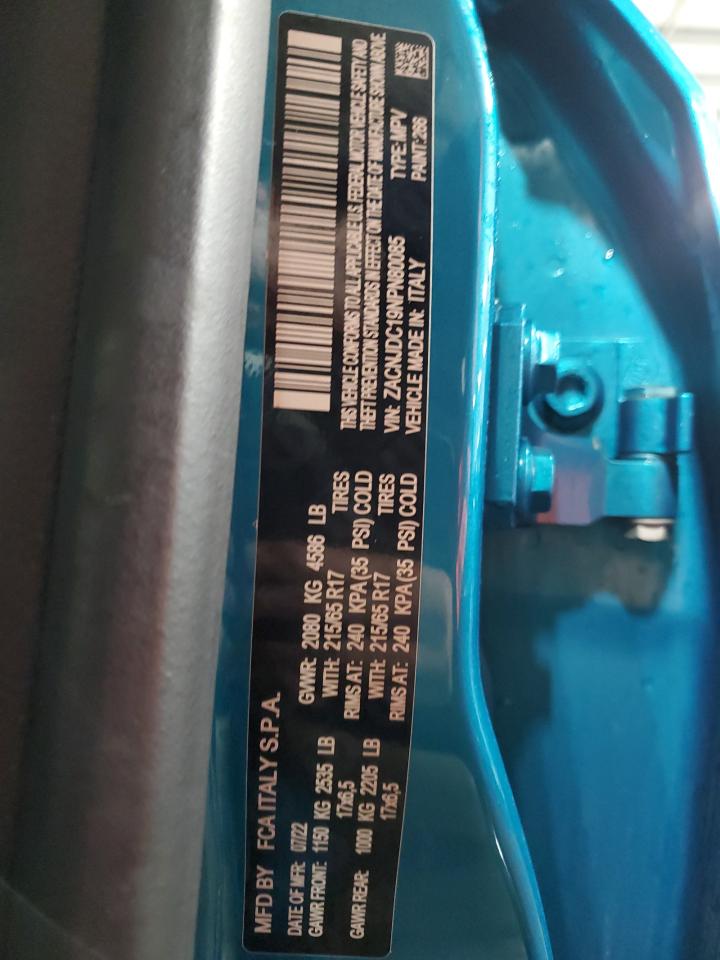 MFD BY FCA ITALY S.P.A.
DATE OF MFR: 07/22 GVWR: 2080 KG 4586 LB
GAWR FRONT: 1150 KG 2535 LB WITH: 215/65 R17 TIRES
17x6,5 RIMS AT: 240 KPA (35 PSI) COLD
GAWR REAR: 1000 KG 2205 LB WITH: 215/65 R17 TIRES
17x6,5 RIMS AT: 240 KPA (35 PSI) COLD
THIS VEHICLE CONFORMS TO ALL APPLICABLE U.S. FEDERAL MOTOR VEHICLE SAFETY AND
THEFT PREVENTION STANDARDS IN EFFECT ON THE DATE OF MANUFACTURE SHOWN ABOVE
VIN: ZACNJDC19NPN80085 TYPE: MPV
VEHICLE MADE IN: ITALY PAINT: 266